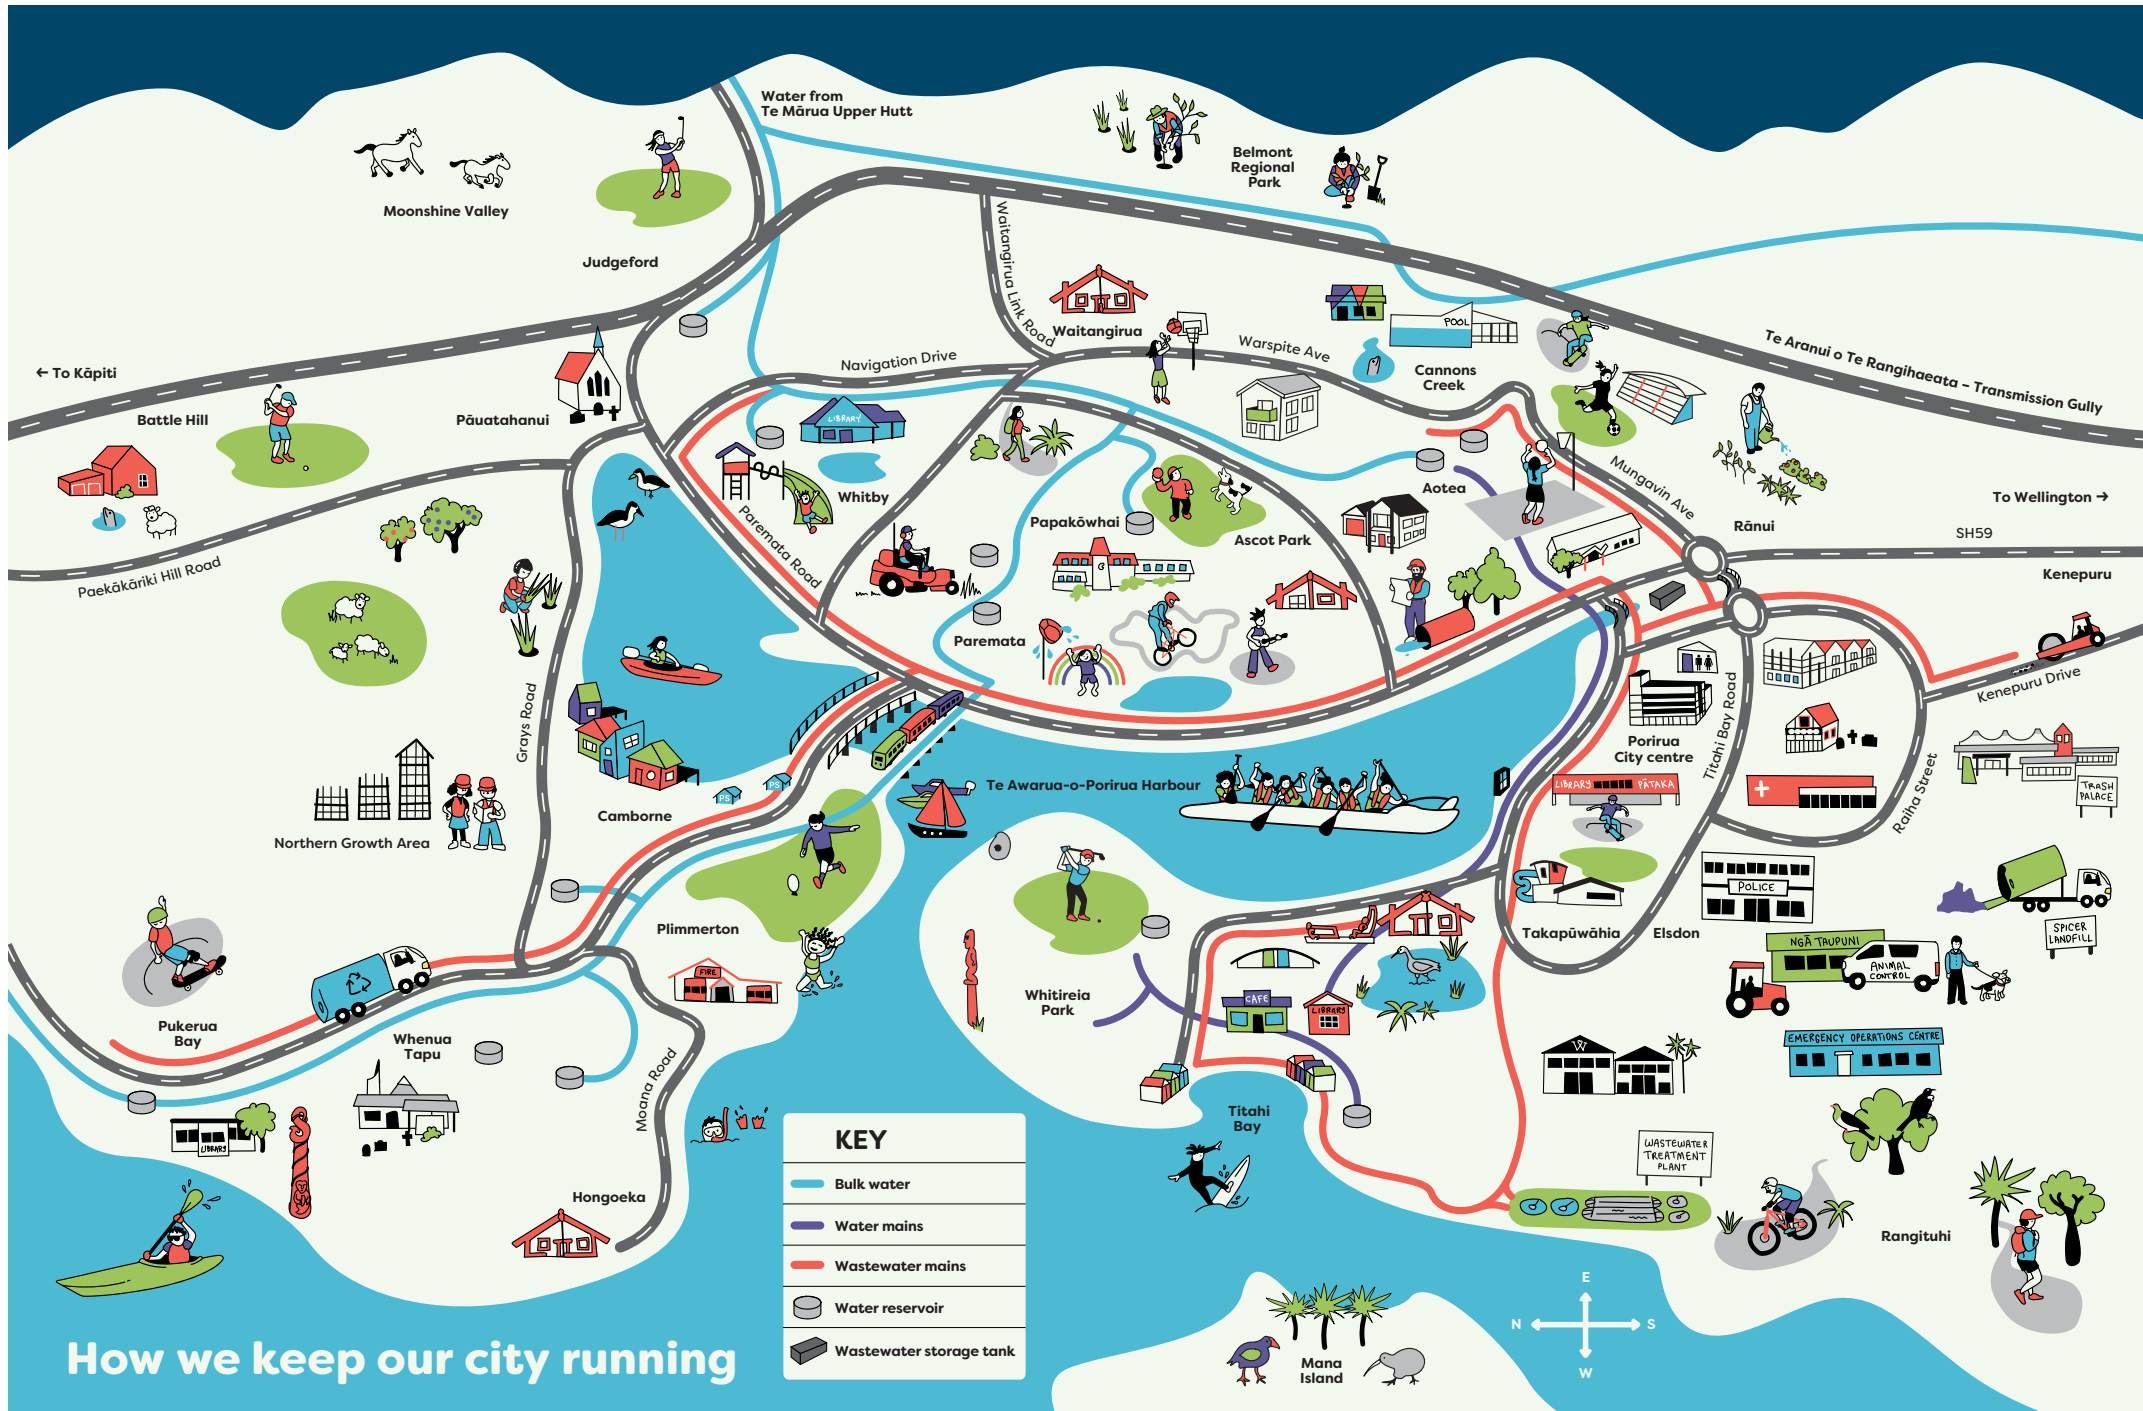 Water from
Te Mārua Upper Hutt
Belmont
Regional
Park
Moonshine Valley
Judgeford
Waitangirua Link Road
Waitangirua
Warspite Ave
POOL
Cannons
Creek
Te Aranui o Te Rangihaeata – Transmission Gully
← To Kāpiti
Navigation Drive
Battle Hill
Pāuatahanui
LIBRARY
Whitby
Aotea
Mungavin Ave
To Wellington →
Rānui
SH59
Paremata Road
Papakōwhai
Ascot Park
Paekākāriki Hill Road
Kenepuru
Paremata
Kenepuru Drive
Grays Road
Titahi Bay Road
Porirua
City centre
Raiha Street
TRASH
PALACE
LIBRARY PĀTAKA
Te Awarua-o-Porirua Harbour
PS
PS
Camborne
Northern Growth Area
POLICE
Plimmerton
Takapūwāhia
Elsdon
SPICER
LANDFILL
NGĀ TAUPUNI
ANIMAL
CONTROL
FIRE
Whitireia
Park
CAFE
LIBRARY
Pukerua
Bay
Whenua
Tapu
Moana Road
W
EMERGENCY OPERATIONS CENTRE
Titahi
Bay
LIBRARY
WASTEWATER
TREATMENT
PLANT
Hongoeka
Rangituhi
KEY
Bulk water
Water mains
Wastewater mains
Water reservoir
Wastewater storage tank
E
N
S
W
Mana
Island
How we keep our city running